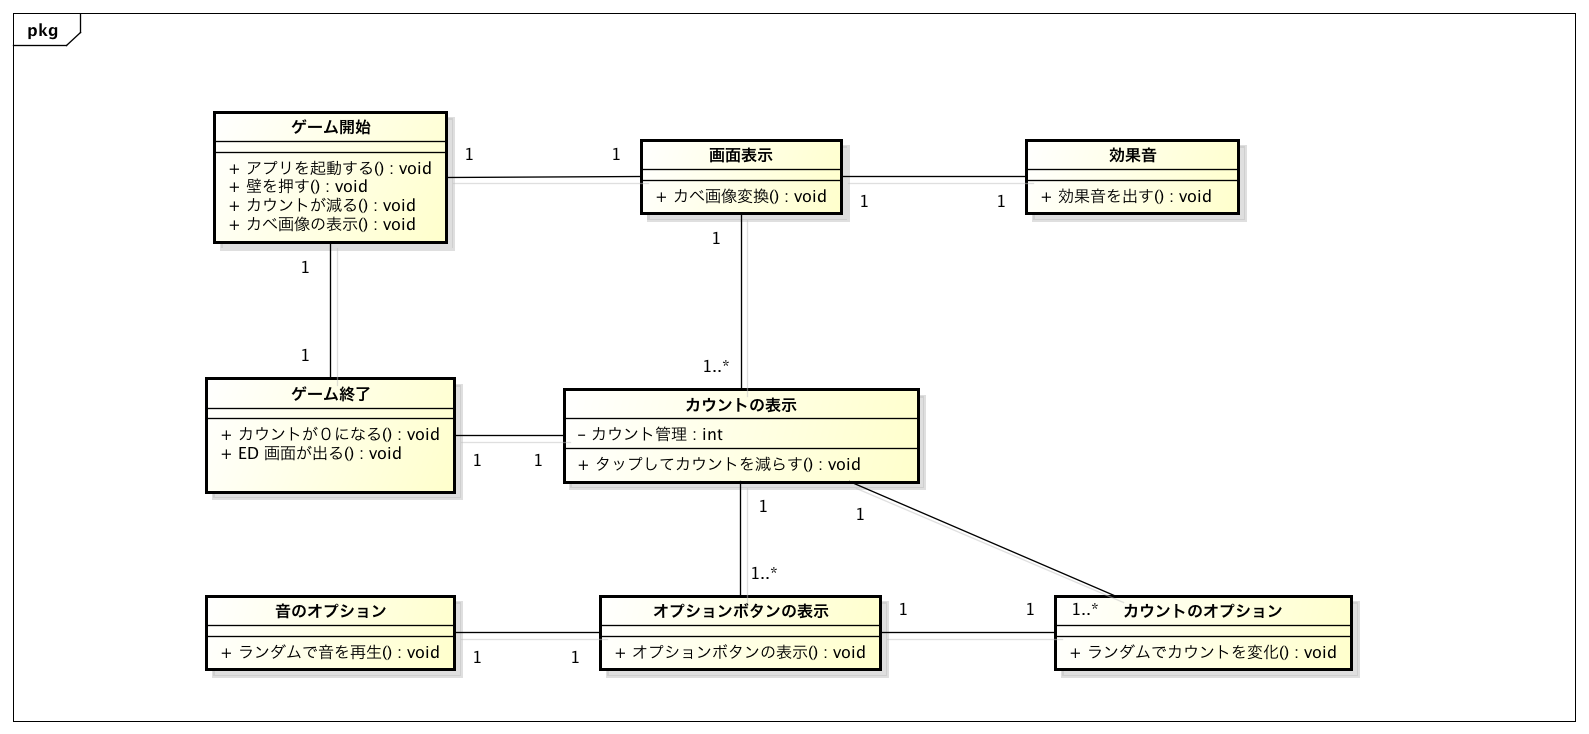 pkg
ゲーム開始
+ アプリを起動する() : void
+ 壁を押す() : void
+ カウントが減る() : void
+ カベ画像の表示() : void
1
1
画面表示
+ カベ画像変換() : void
1
1
効果音
+ 効果音を出す() : void
1
1
1
1..*
ゲーム終了
+ カウントが０になる() : void
+ ED 画面が出る() : void
1
1
カウントの表示
- カウント管理 : int
+ タップしてカウントを減らす() : void
1
1
1..*
音のオプション
+ ランダムで音を再生() : void
1
1
オプションボタンの表示
+ オプションボタンの表示() : void
1
1
1..*
カウントのオプション
+ ランダムでカウントを変化() : void